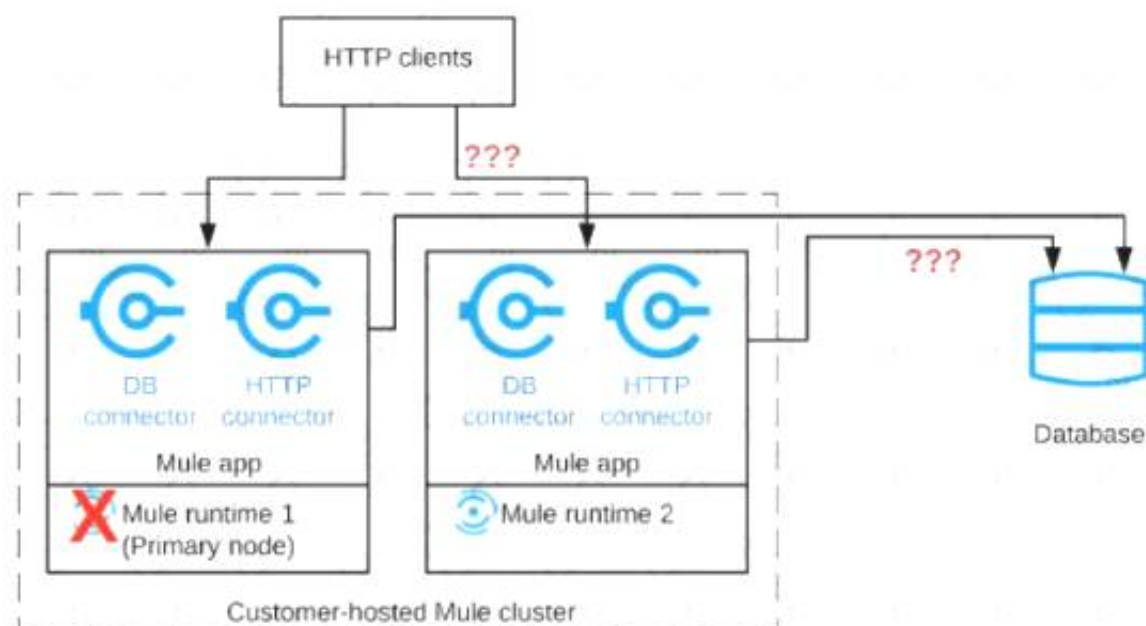 HTTP clients
???
???
DB connector
HTTP connector
DB connector
HTTP connector
Database
Mule app
Mule app
X Mule runtime 1
(Primary node)
Mule runtime 2
Customer-hosted Mule cluster